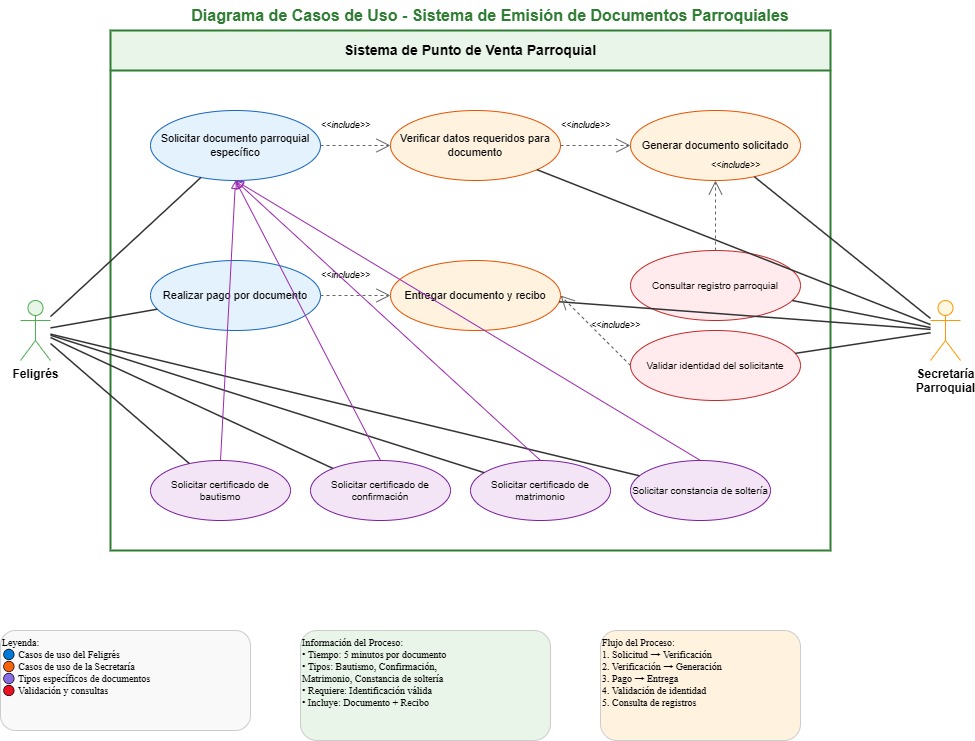 Diagrama de Casos de Uso - Sistema de Emisión de Documentos Parroquiales
Sistema de Punto de Venta Parroquial
Solicitar documento parroquial
específico
<<include>>
Verificar datos requeridos para
documento
<<include>>
Generar documento solicitado
<<include>>
Realizar pago por documento
<<include>>
Entregar documento y recibo
Consultar registro parroquial
<<include>>
Validar identidad del solicitante
Feligrés
Secretaría
Parroquial
Solicitar certificado de
bautismo
Solicitar certificado de
confirmación
Solicitar certificado de
matrimonio
Solicitar constancia de soltería
Leyenda:
Casos de uso del Feligrés
Casos de uso de la Secretaría
Tipos específicos de documentos
Validación y consultas
Información del Proceso:
• Tiempo: 5 minutos por documento
• Tipos: Bautismo, Confirmación,
Matrimonio, Constancia de soltería
• Requiere: Identificación válida
• Incluye: Documento + Recibo
Flujo del Proceso:
1. Solicitud → Verificación
2. Verificación → Generación
3. Pago → Entrega
4. Validación de identidad
5. Consulta de registros